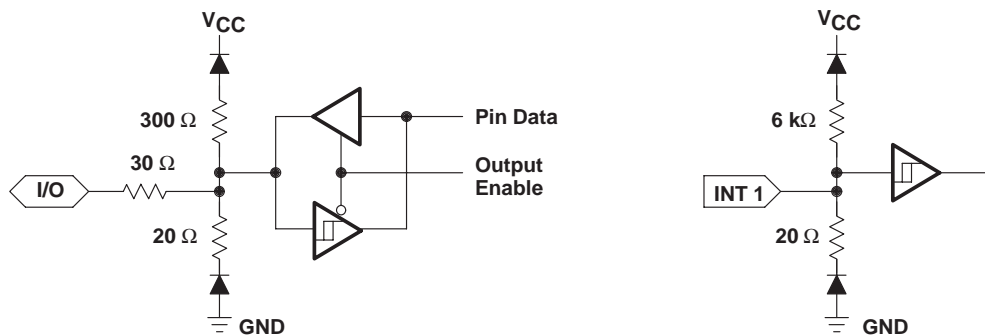 VCC
300 Ω
30 Ω
I/O
20 Ω
GND
Pin Data
Output
Enable
VCC
6 kΩ
INT 1
20 Ω
GND